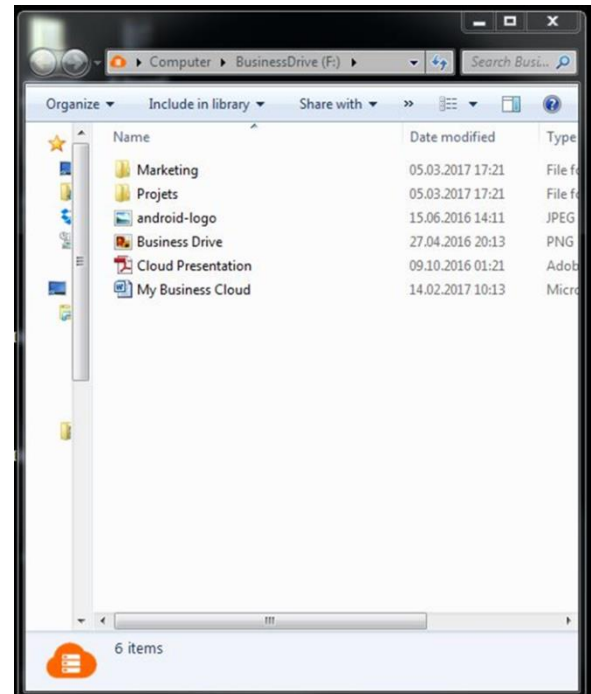 Computer ▸ BusinessDrive (F:) ▸ Search Busi...
Organize ▾ Include in library ▾ Share with ▾ »
Name Date modified Type
Marketing 05.03.2017 17:21 File fo
Projets 05.03.2017 17:21 File fo
android-logo 15.06.2016 14:11 JPEG
Business Drive 27.04.2016 20:13 PNG
Cloud Presentation 09.10.2016 01:21 Adob
My Business Cloud 14.02.2017 10:13 Micro
6 items